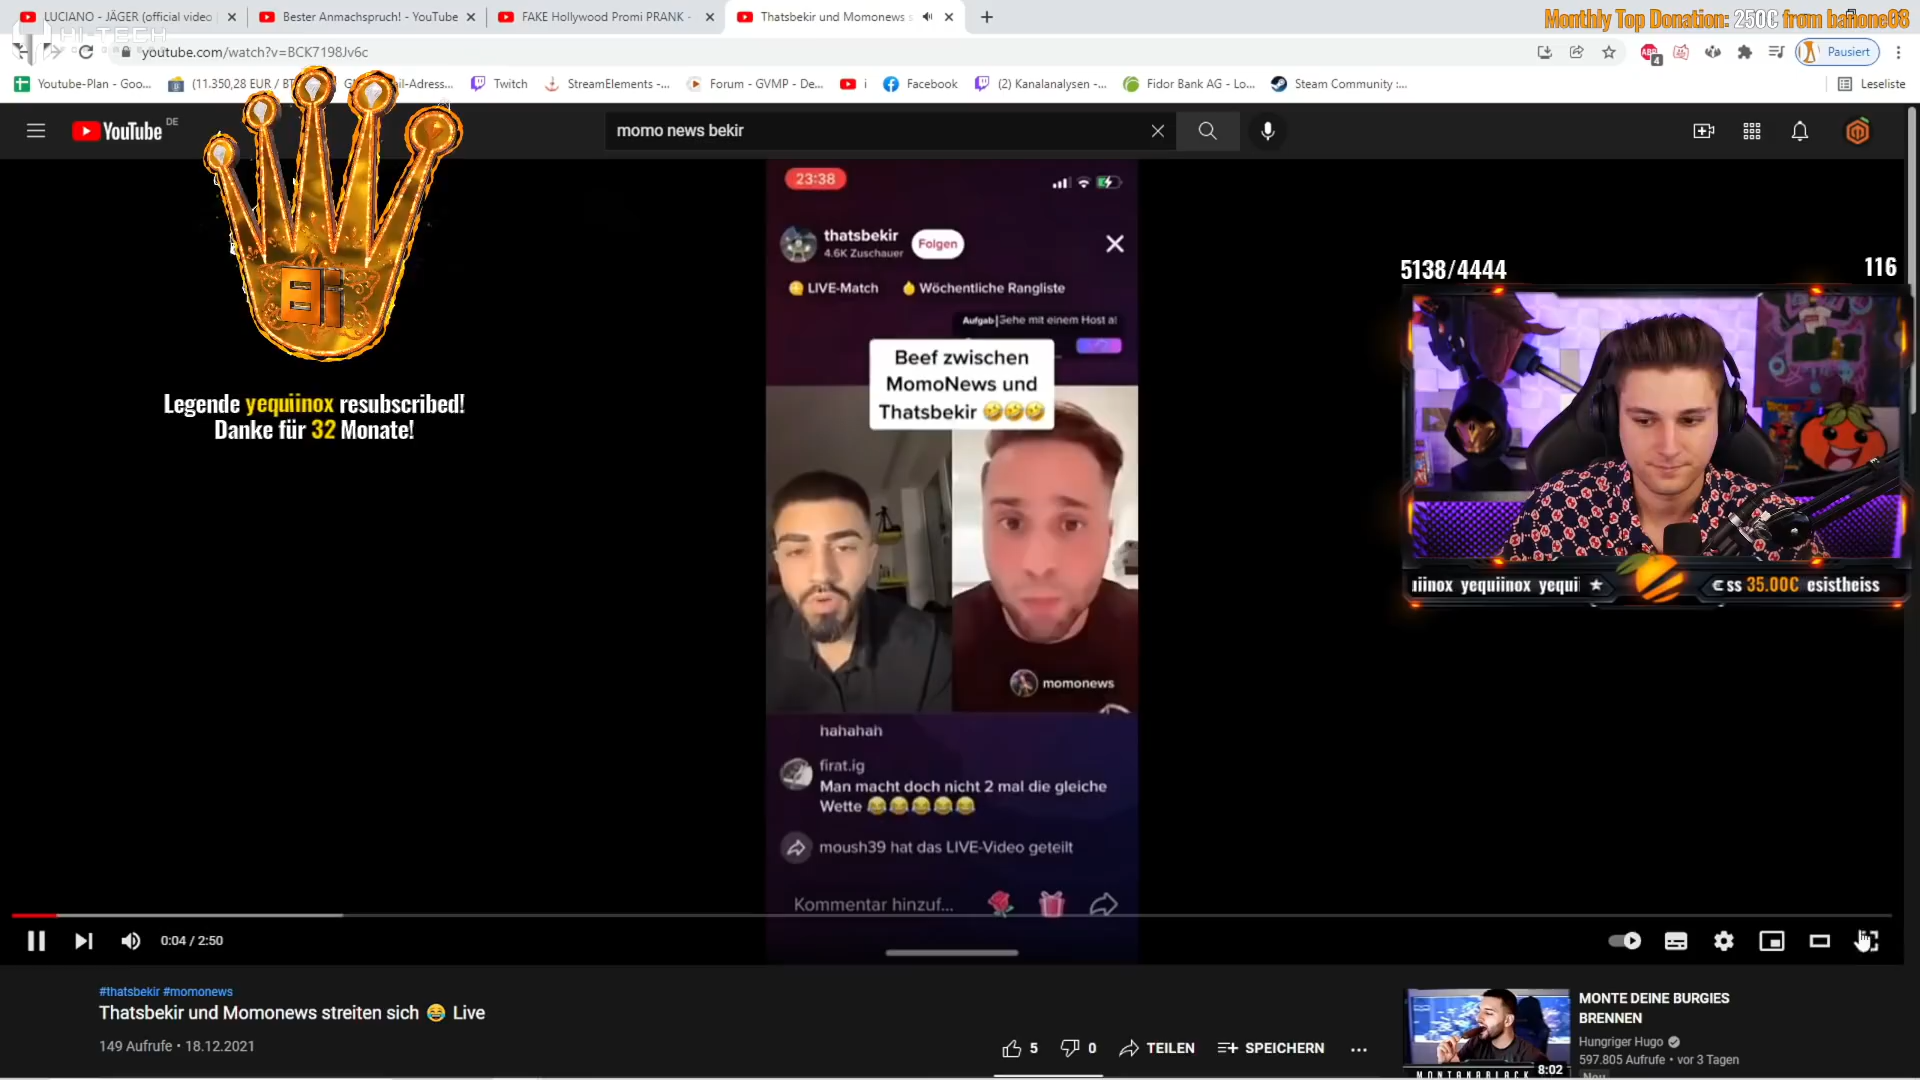 LUCIANO - JÄGER (official video
Bester Anmachspruch! - YouTube
FAKE Hollywood Promi PRANK -
Thatsbekir und Momonews s
Monthly Top Donation: 250€ from banone08
HI-TECH
youtube.com/watch?v=BCK7198Jv6c
4
Pausiert
Youtube-Plan - Goo...
(11.350,28 EUR / BT
ail-Adress...
Twitch
StreamElements -...
Forum - GVMP - De...
i
Facebook
(2) Kanalanalysen -...
Fidor Bank AG - Lo...
Steam Community :...
Leseliste
YouTube DE
momo news bekir
23:38
thatsbekir
Folgen
4.6K Zuschauer
LIVE-Match
Wöchentliche Rangliste
Aufgab
Gehe mit einem Host a
Beef zwischen
MomoNews und
Thatsbekir 🤣🤣🤣
5138/4444
116
Legende yequiinox resubscribed!
Danke für 32 Monate!
iinox yequiinox yequi
ss 35.00€ esistheiss
momonews
hahahah
firat.ig
Man macht doch nicht 2 mal die gleiche
Wette 😂😂😂😂😂
moush39 hat das LIVE-Video geteilt
Kommentar hinzuf...
0:04 / 2:50
#thatsbekir #momonews
Thatsbekir und Momonews streiten sich 😂 Live
149 Aufrufe • 18.12.2021
5
0
TEILEN
SPEICHERN
MONTE DEINE BURGIES
BRENNEN
Hungriger Hugo
597.805 Aufrufe • vor 3 Tagen
Neu
MONTANABLACK
8:02